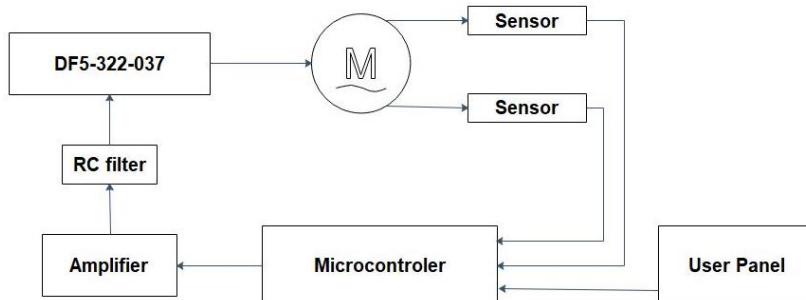 Sensor
DF5-322-037
M
Sensor
RC filter
Amplifier
Microcontroler
User Panel